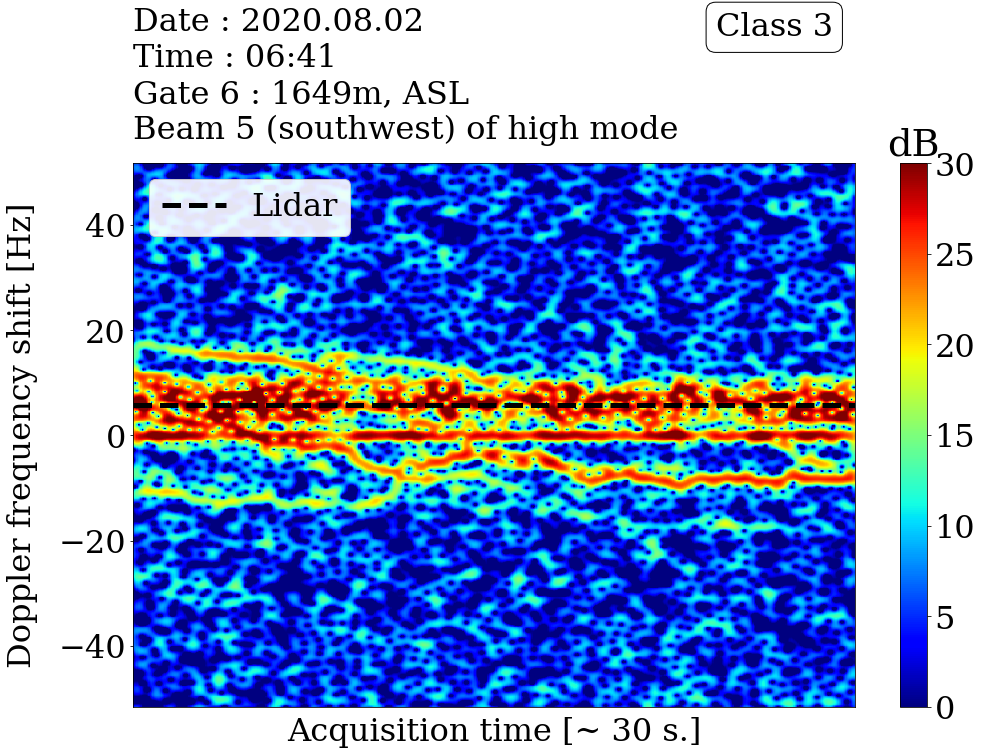 Date : 2020.08.02
Time : 06:41
Gate 6 : 1649m, ASL
Beam 5 (southwest) of high mode
Class 3
dB
Lidar
Doppler frequency shift [Hz]
40
20
0
−20
−40
Acquisition time [~ 30 s.]
30
25
20
15
10
5
0